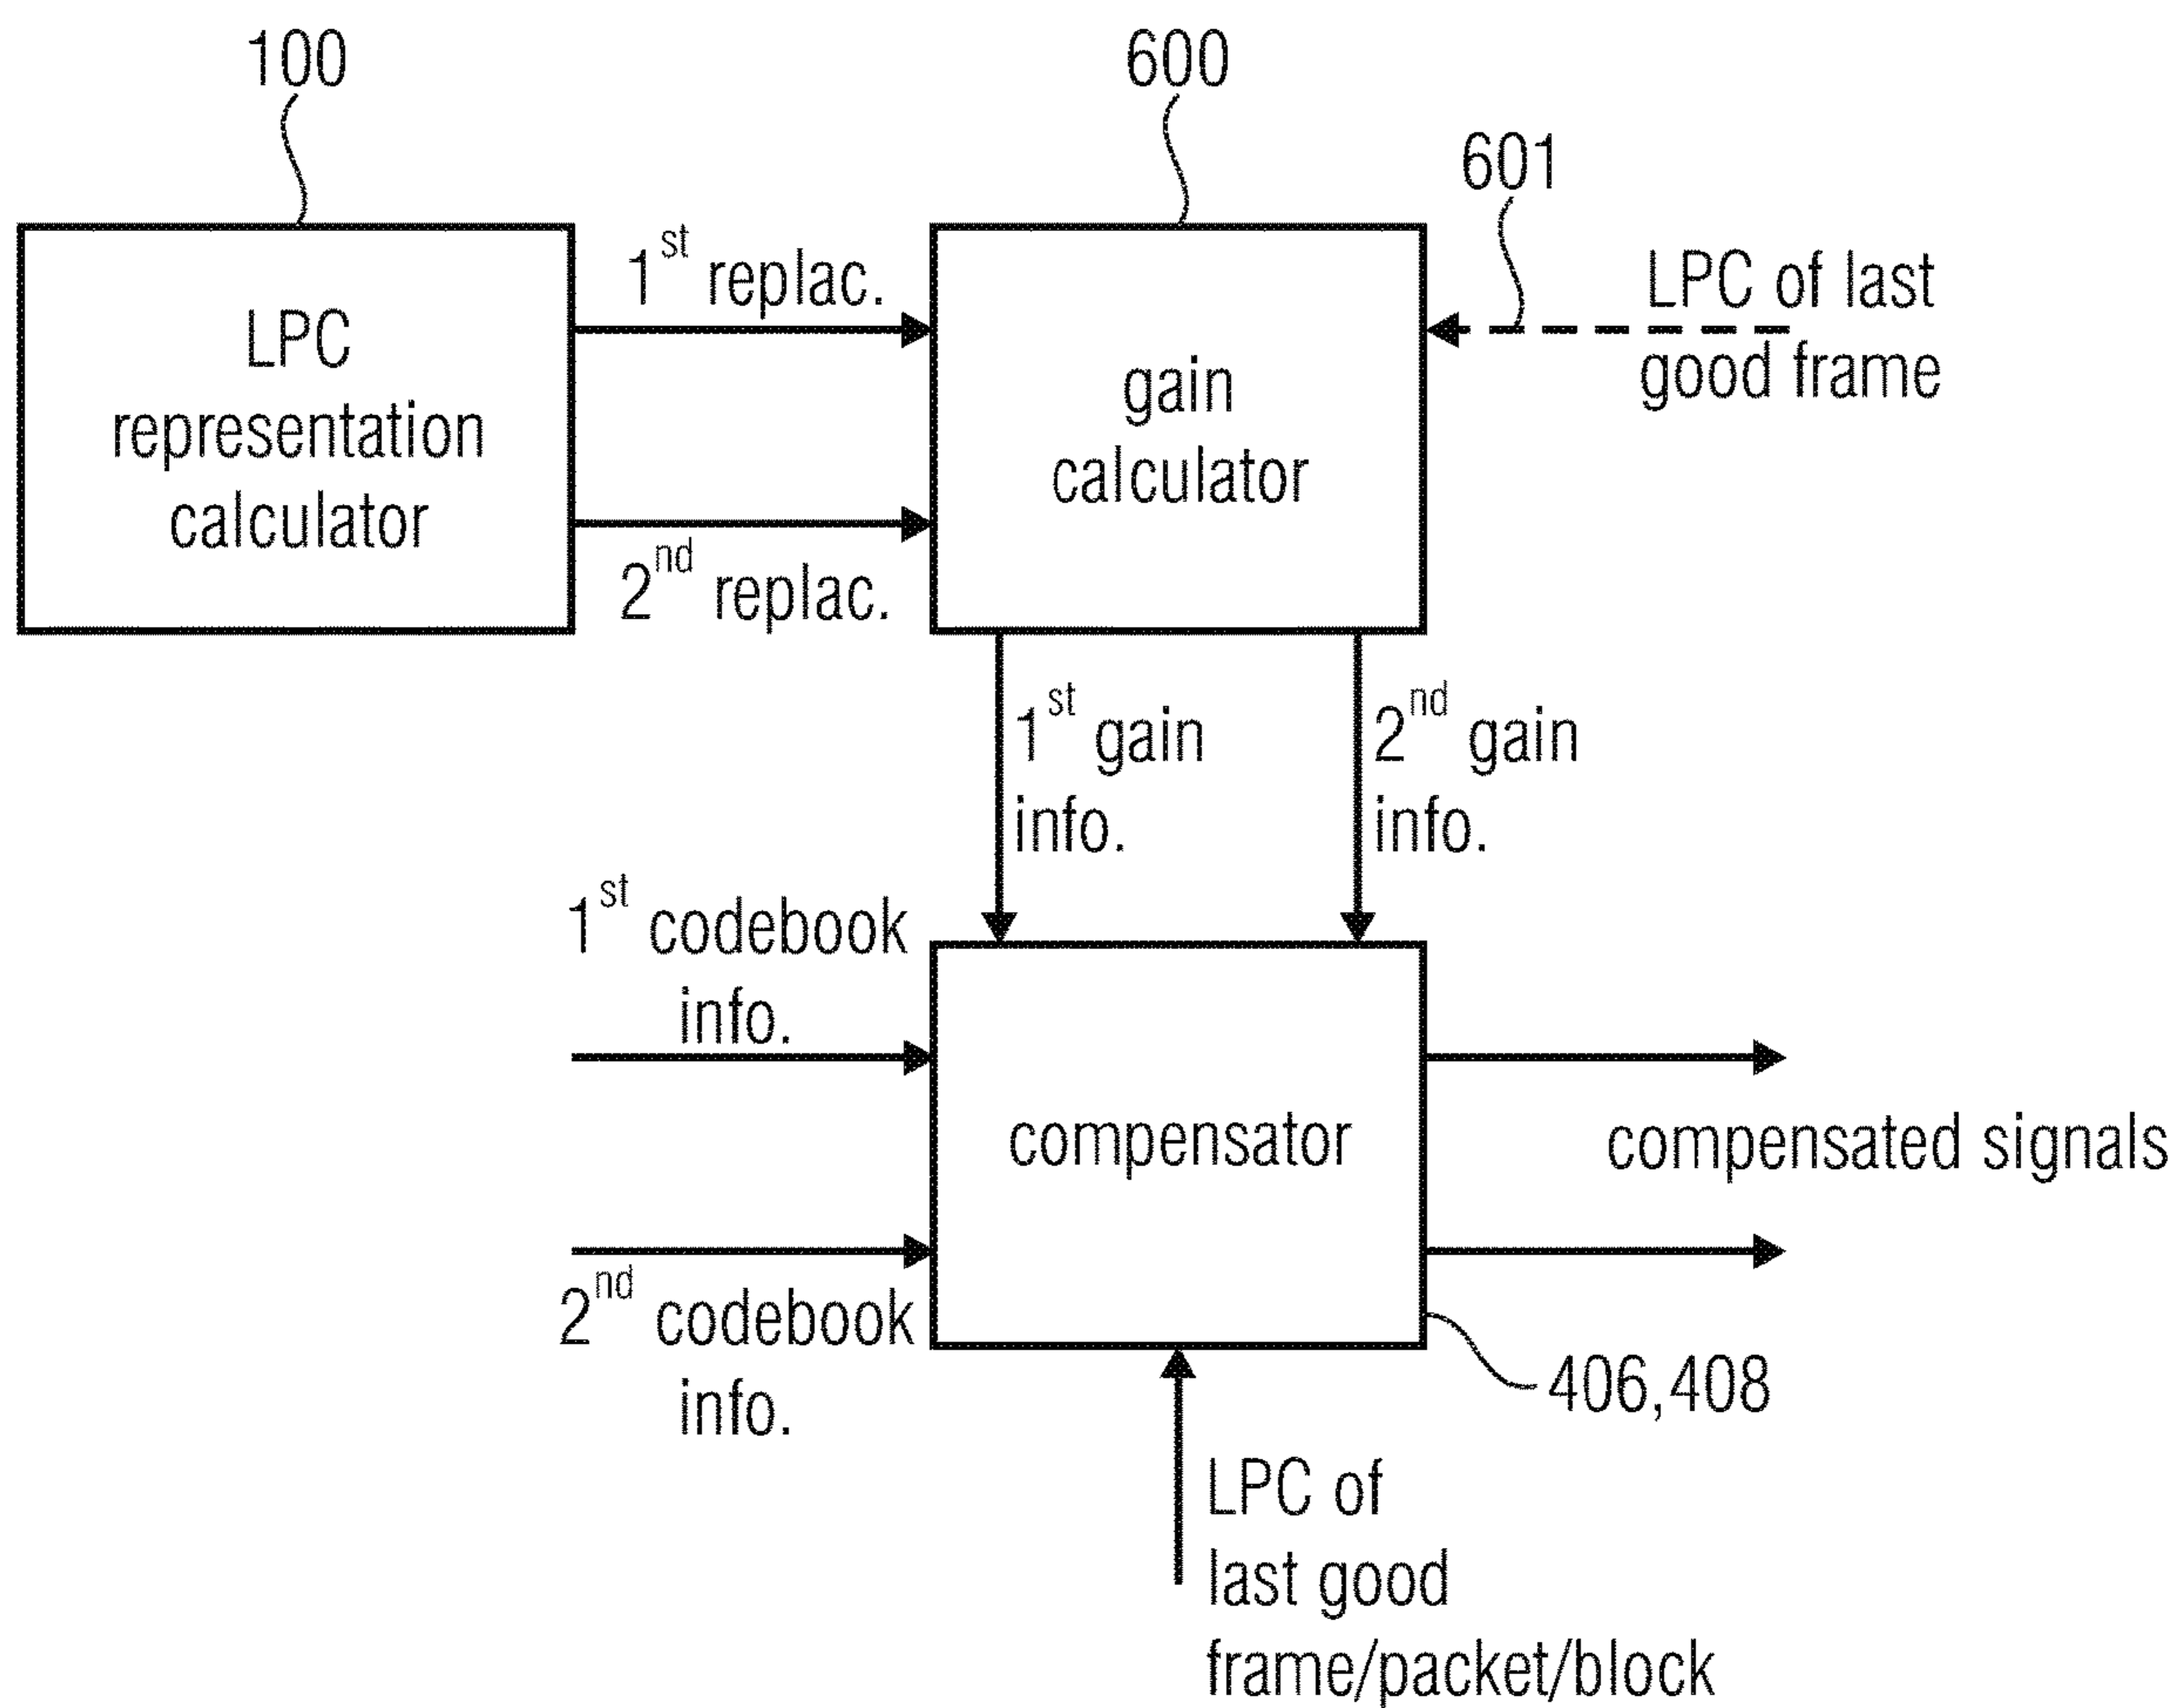 100
600
601
LPC
representation
calculator
1st replac.
2nd replac.
gain
calculator
LPC of last
good frame
1st gain
info.
2nd gain
info.
1st codebook
info.
2nd codebook
info.
compensator
compensated signals
406,408
LPC of
last good
frame/packet/block